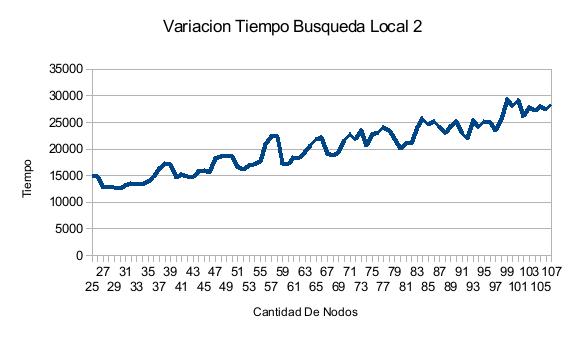 Variacion Tiempo Busqueda Local 2
35000
30000
25000
20000
15000
10000
5000
0
Tiempo
27 31 35 39 43 47 51 55 59 63 67 71 75 79 83 87 91 95 99 103 107
25 29 33 37 41 45 49 53 57 61 65 69 73 77 81 85 89 93 97 101 105
Cantidad De Nodos